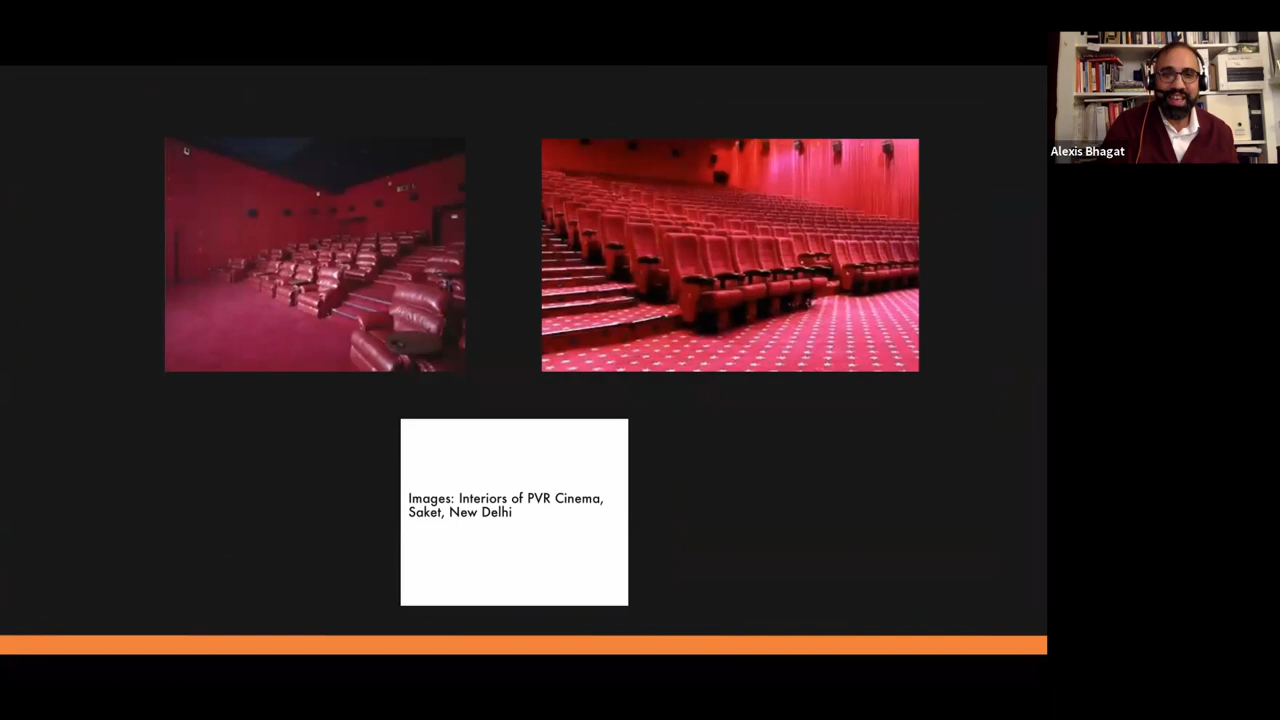 Alexis Bhagat
Images: Interiors of PVR Cinema,
Saket, New Delhi